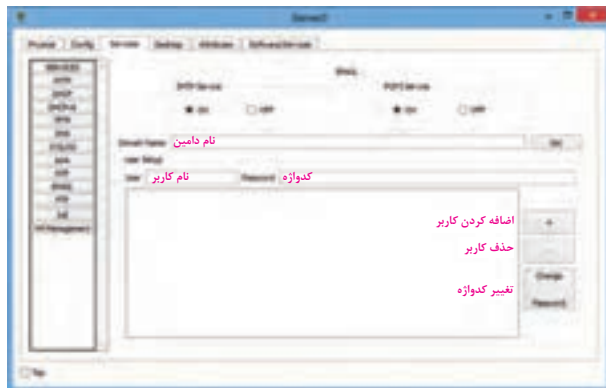 Server0
Physical Config Services Desktop Attributes Software/Services
SERVICES
HTTP
DHCP
DHCPv6
TFTP
DNS
SYSLOG
AAA
NTP
EMAIL
FTP
IoT
VM Management
EMAIL
SMTP Service
POP3 Service
ON OFF
ON OFF
Domain Name: نام دامین Set
User Setup
User نام کاربر Password کدواژه
اضافه کردن کاربر +
حذف کاربر -
تغییر کدواژه Change Password
Top